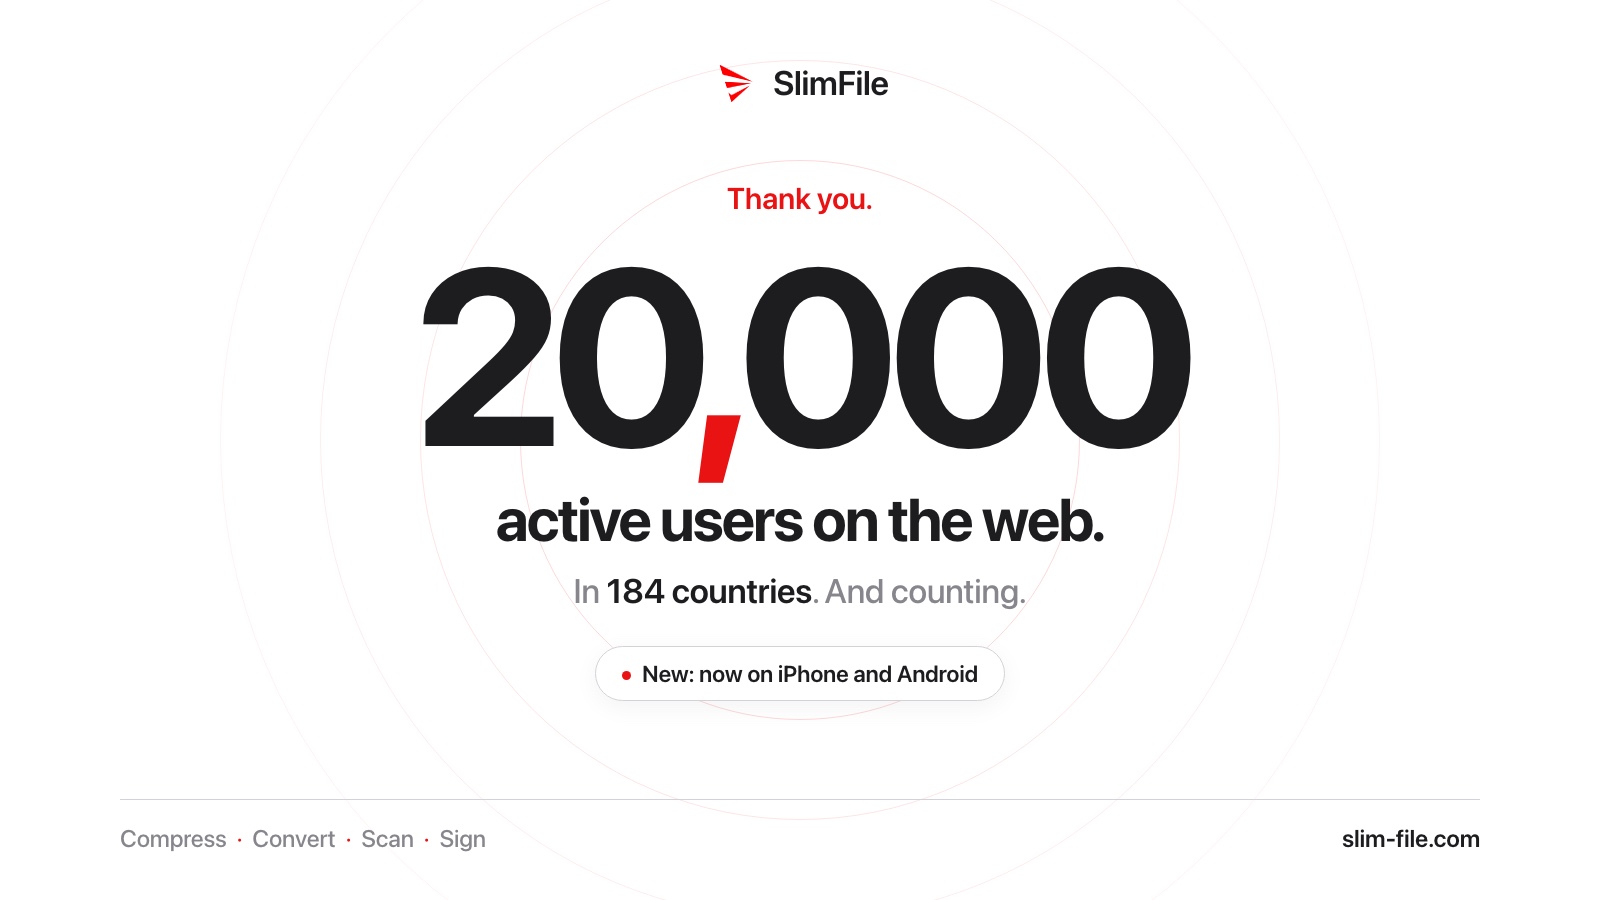 SlimFile
Thank you.
20,000
active users on the web.
In 184 countries. And counting.
New: now on iPhone and Android
Compress · Convert · Scan · Sign
slim-file.com